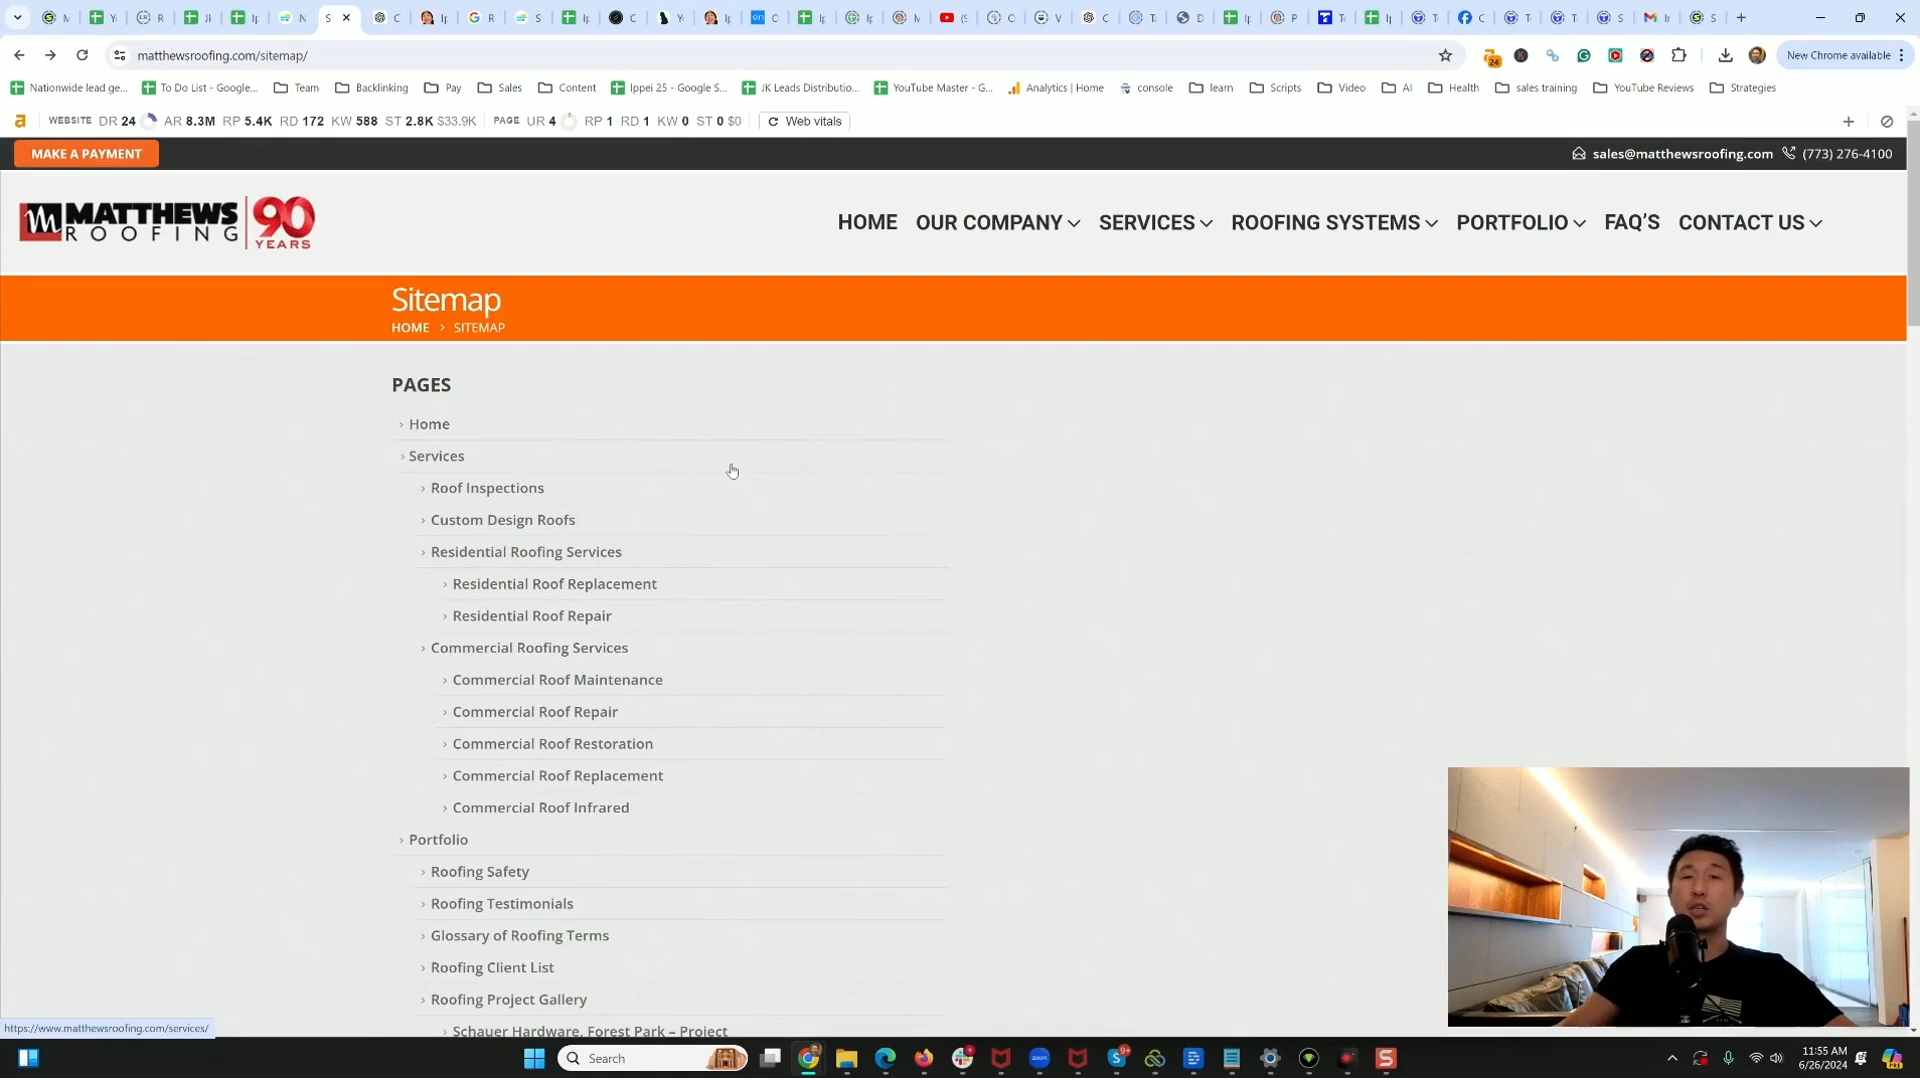 matthewsroofing.com/sitemap/
New Chrome available
Nationwide lead ge...
To Do List - Google...
Team
Backlinking
Pay
Sales
Content
Ippei 25 - Google S...
JK Leads Distributio...
YouTube Master - G...
Analytics | Home
console
learn
Scripts
Video
AI
Health
sales training
YouTube Reviews
Strategies
WEBSITE DR 24 AR 8.3M RP 5.4K RD 172 KW 588 ST 2.8K $33.9K PAGE UR 4 RP 1 RD 1 KW 0 ST 0 $0 Web vitals
MAKE A PAYMENT
sales@matthewsroofing.com (773) 276-4100
MATTHEWS ROOFING 90 YEARS
HOME OUR COMPANY SERVICES ROOFING SYSTEMS PORTFOLIO FAQ'S CONTACT US
Sitemap
HOME > SITEMAP
PAGES
Home
Services
Roof Inspections
Custom Design Roofs
Residential Roofing Services
Residential Roof Replacement
Residential Roof Repair
Commercial Roofing Services
Commercial Roof Maintenance
Commercial Roof Repair
Commercial Roof Restoration
Commercial Roof Replacement
Commercial Roof Infrared
Portfolio
Roofing Safety
Roofing Testimonials
Glossary of Roofing Terms
Roofing Client List
Roofing Project Gallery
Schauer Hardware, Forest Park – Project
https://www.matthewsroofing.com/services/
Search
11:55 AM
6/26/2024